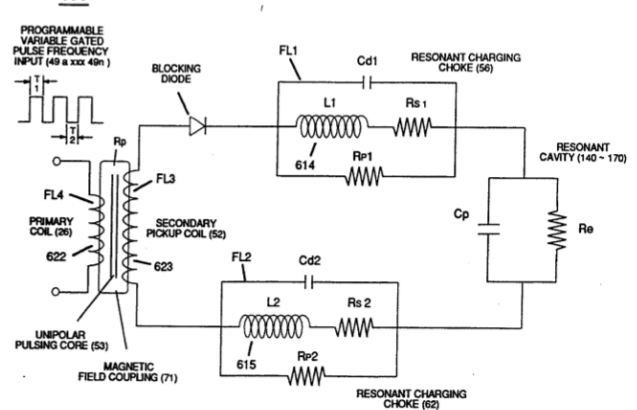 PROGRAMMABLE
VARIABLE GATED
PULSE FREQUENCY
INPUT (49 a xxx 49n )
T
1
T
2
BLOCKING
DIODE
FL1
Cd1
RESONANT CHARGING
CHOKE (56)
L1
Rs 1
614
Rp1
RESONANT
CAVITY (140 ~ 170)
Cp
Re
Rp
FL4
FL3
PRIMARY
COIL (26)
SECONDARY
PICKUP COIL (52)
622
623
FL2
Cd2
L2
Rs 2
615
Rp2
UNIPOLAR
PULSING CORE (53)
MAGNETIC
FIELD COUPLING (71)
RESONANT CHARGING
CHOKE (62)